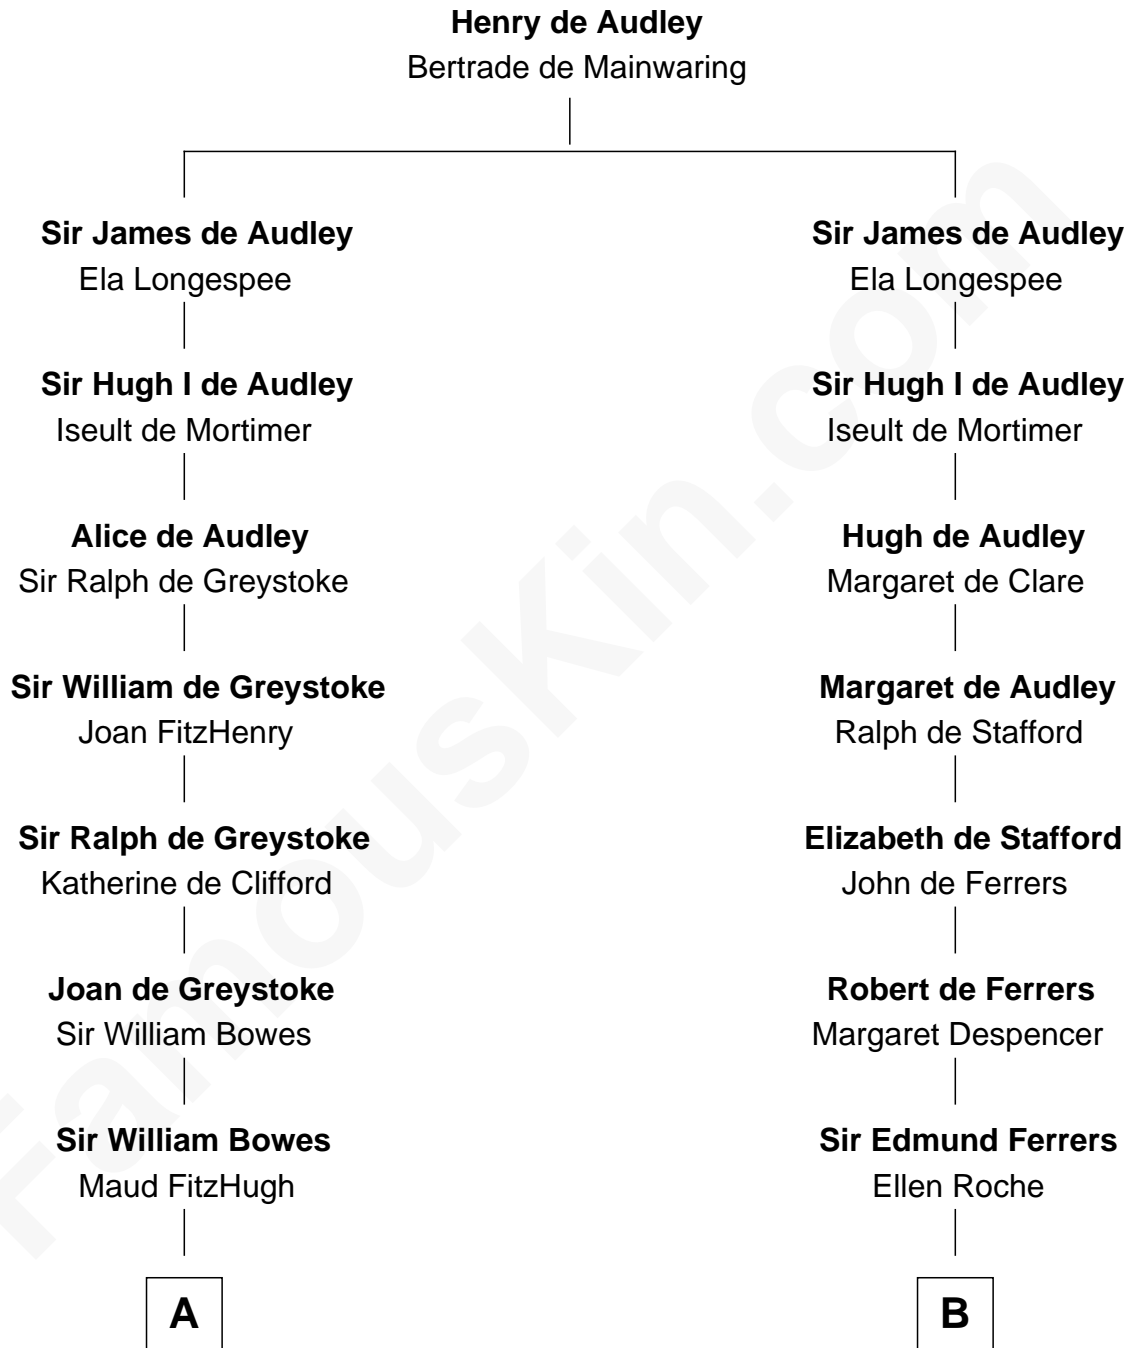 Henry de Audley
Bertrade de Mainwaring
Sir James de Audley
Ela Longespee
Sir James de Audley
Ela Longespee
Sir Hugh I de Audley
Iseult de Mortimer
Sir Hugh I de Audley
Iseult de Mortimer
Alice de Audley
Sir Ralph de Greystoke
Hugh de Audley
Margaret de Clare
Sir William de Greystoke
Joan FitzHenry
Margaret de Audley
Ralph de Stafford
Sir Ralph de Greystoke
Katherine de Clifford
Elizabeth de Stafford
John de Ferrers
Joan de Greystoke
Sir William Bowes
Robert de Ferrers
Margaret Despencer
Sir William Bowes
Maud FitzHugh
Sir Edmund Ferrers
Ellen Roche
A
B
FamousKin.com